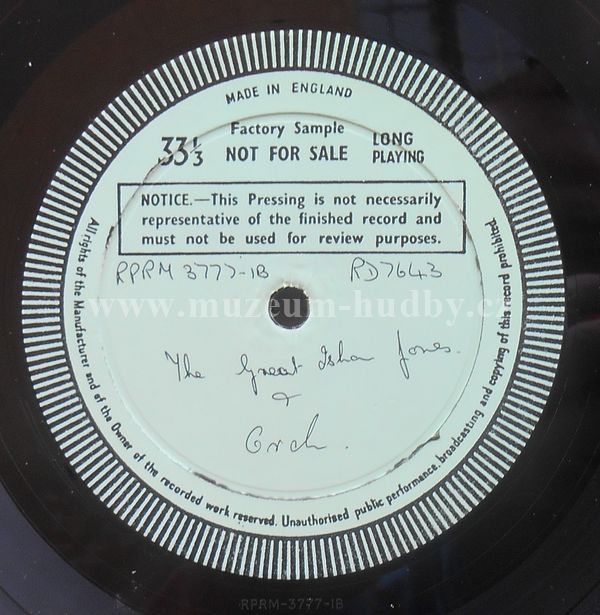 MADE IN ENGLAND
Factory Sample
33⅓ NOT FOR SALE LONG PLAYING
NOTICE.—This Pressing is not necessarily
representative of the finished record and
must not be used for review purposes.
RPRM 3777-1B RD7643
www.muzeum-hudby.cz
The Great Isham Jones.
&
Orch.
All rights of the Manufacturer and of the Owner of the recorded work reserved. Unauthorised public performance, broadcasting and copying of this record prohibited.
RPRM-3777-1B